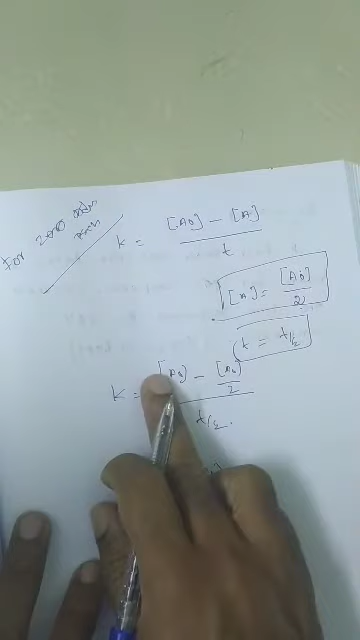 For zero order
k = [A0] - [A] / t
[A] = [A0] / 2
t = t1/2
k = [A0] - [A0]/2 / t1/2.